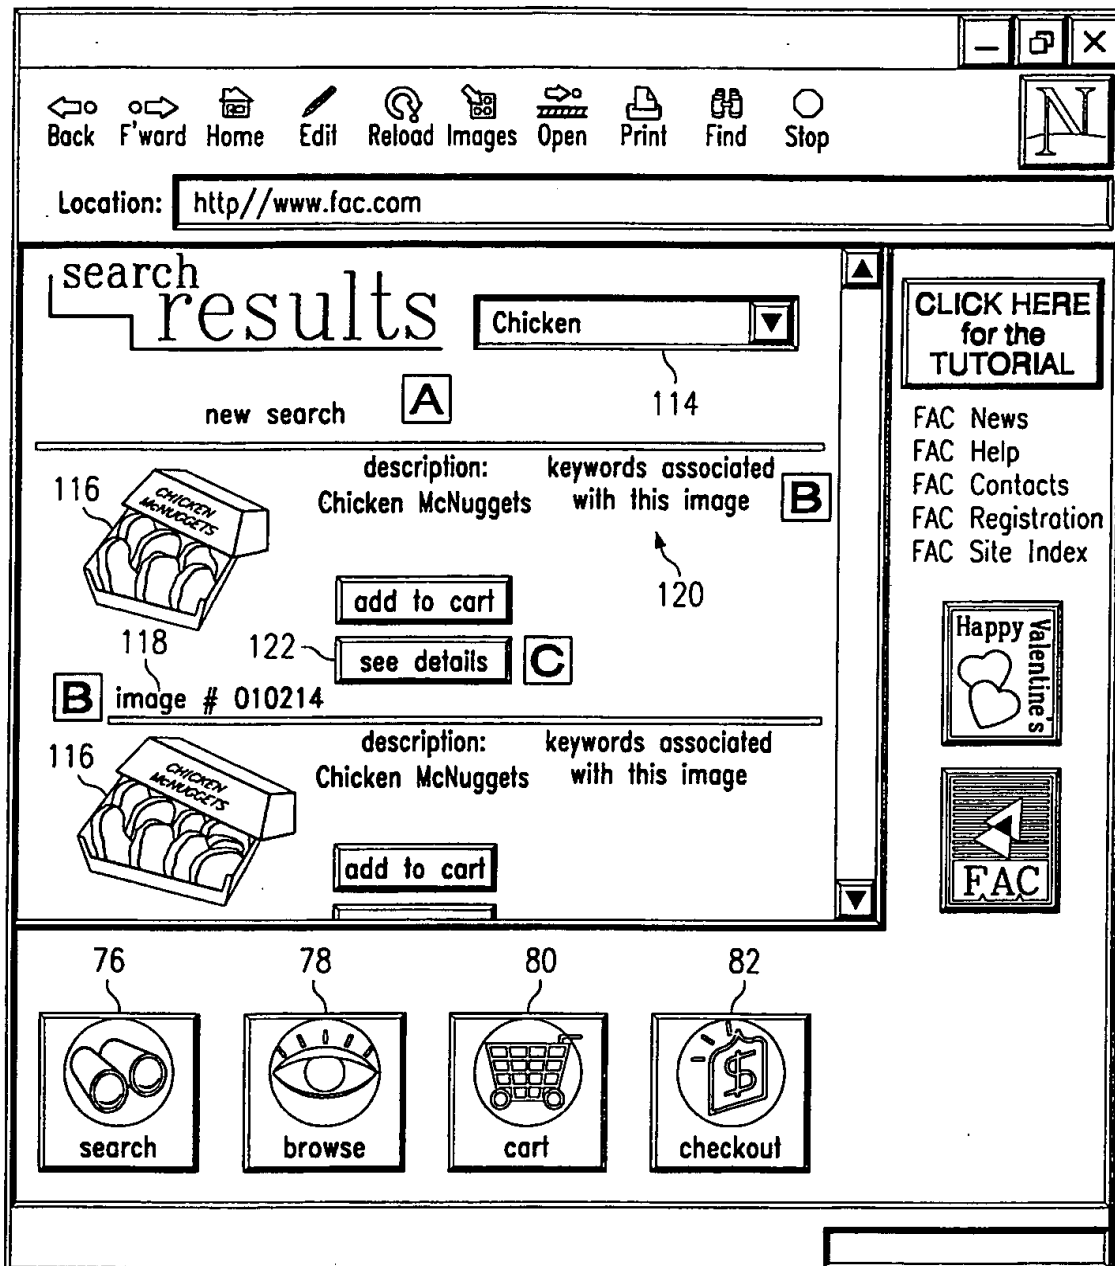 Back F'ward Home Edit Reload Images Open Print Find Stop
N
Location: http//www.fac.com
search
results
Chicken
114
new search A
CLICK HERE
for the
TUTORIAL
FAC News
FAC Help
FAC Contacts
FAC Registration
FAC Site Index
116
CHICKEN
McNUGGETS
description:
Chicken McNuggets
keywords associated
with this image
B
120
add to cart
118
122
see details C
B image # 010214
Happy
Valentine's
116
CHICKEN
McNUGGETS
description:
Chicken McNuggets
keywords associated
with this image
add to cart
FAC
76 78 80 82
$
search browse cart checkout